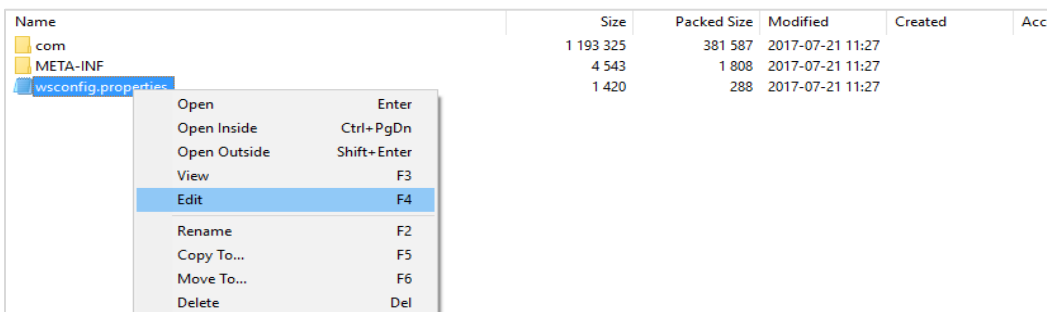 Name Size Packed Size Modified Created Acc
com 1 193 325 381 587 2017-07-21 11:27
META-INF 4 543 1 808 2017-07-21 11:27
wsconfig.properties 1 420 288 2017-07-21 11:27
Open Enter
Open Inside Ctrl+PgDn
Open Outside Shift+Enter
View F3
Edit F4
Rename F2
Copy To... F5
Move To... F6
Delete Del